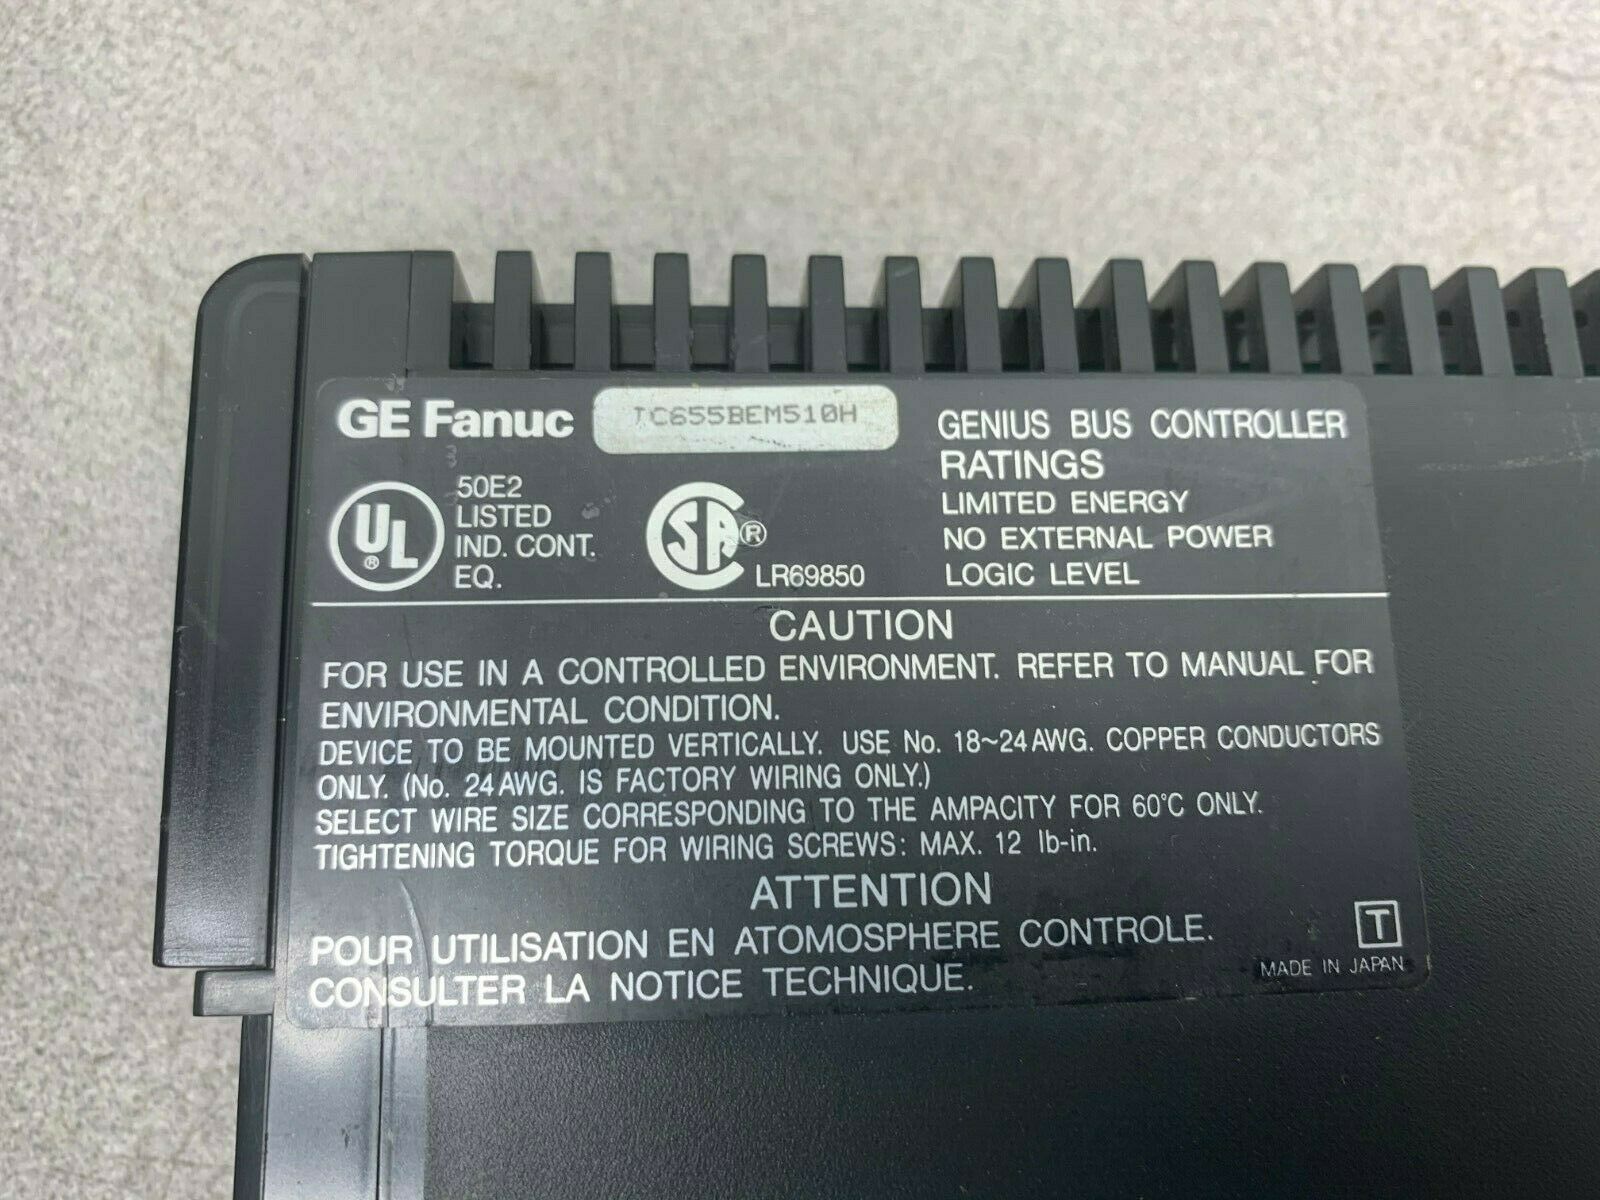 GE Fanuc IC655BEM510H GENIUS BUS CONTROLLER
RATINGS
LIMITED ENERGY
NO EXTERNAL POWER
LOGIC LEVEL
UL ® 50E2
LISTED
IND. CONT.
EQ.
SA ® LR69850
CAUTION
FOR USE IN A CONTROLLED ENVIRONMENT. REFER TO MANUAL FOR
ENVIRONMENTAL CONDITION.
DEVICE TO BE MOUNTED VERTICALLY. USE No. 18~24AWG. COPPER CONDUCTORS
ONLY. (No. 24AWG. IS FACTORY WIRING ONLY.)
SELECT WIRE SIZE CORRESPONDING TO THE AMPACITY FOR 60°C ONLY.
TIGHTENING TORQUE FOR WIRING SCREWS: MAX. 12 lb-in.
ATTENTION
POUR UTILISATION EN ATOMOSPHERE CONTROLE.
CONSULTER LA NOTICE TECHNIQUE.
T
MADE IN JAPAN